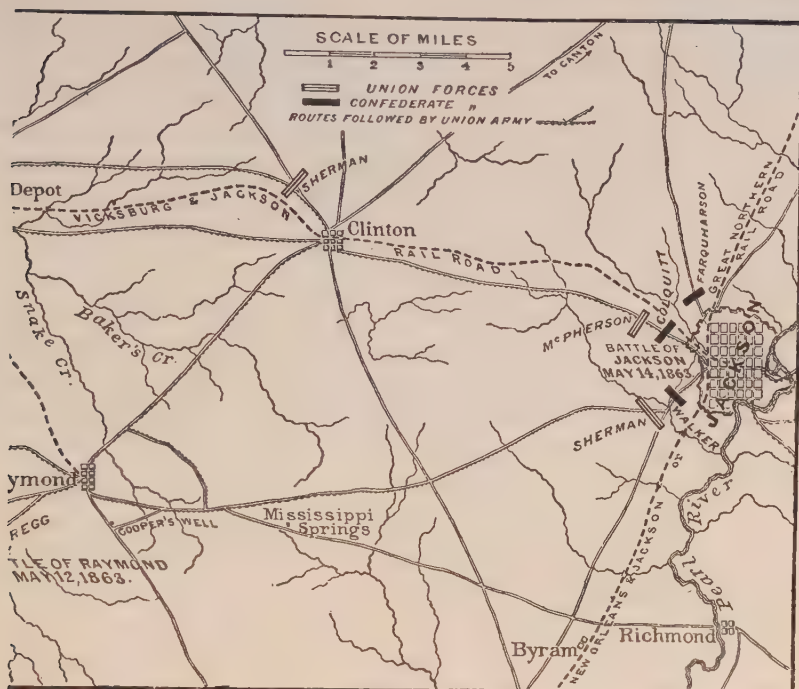 SCALE OF MILES
1 2 3 4 5
UNION FORCES
CONFEDERATE "
ROUTES FOLLOWED BY UNION ARMY
TO CANTON
SHERMAN
Depot
VICKSBURG & JACKSON
Clinton
RAIL ROAD
GREAT NORTHERN
RAIL ROAD
FARQUHARSON
COLQUITT
McPHERSON
BATTLE OF
JACKSON
MAY 14, 1863.
JACKSON
Snake Cr.
Baker's Cr.
SHERMAN
WALKER
ymond
REGG
COOPER'S WELL
Mississippi
Springs
TLE OF RAYMOND
MAY 12, 1863.
Pearl River
NEW ORLEANS & JACKSON
Byram
Richmond